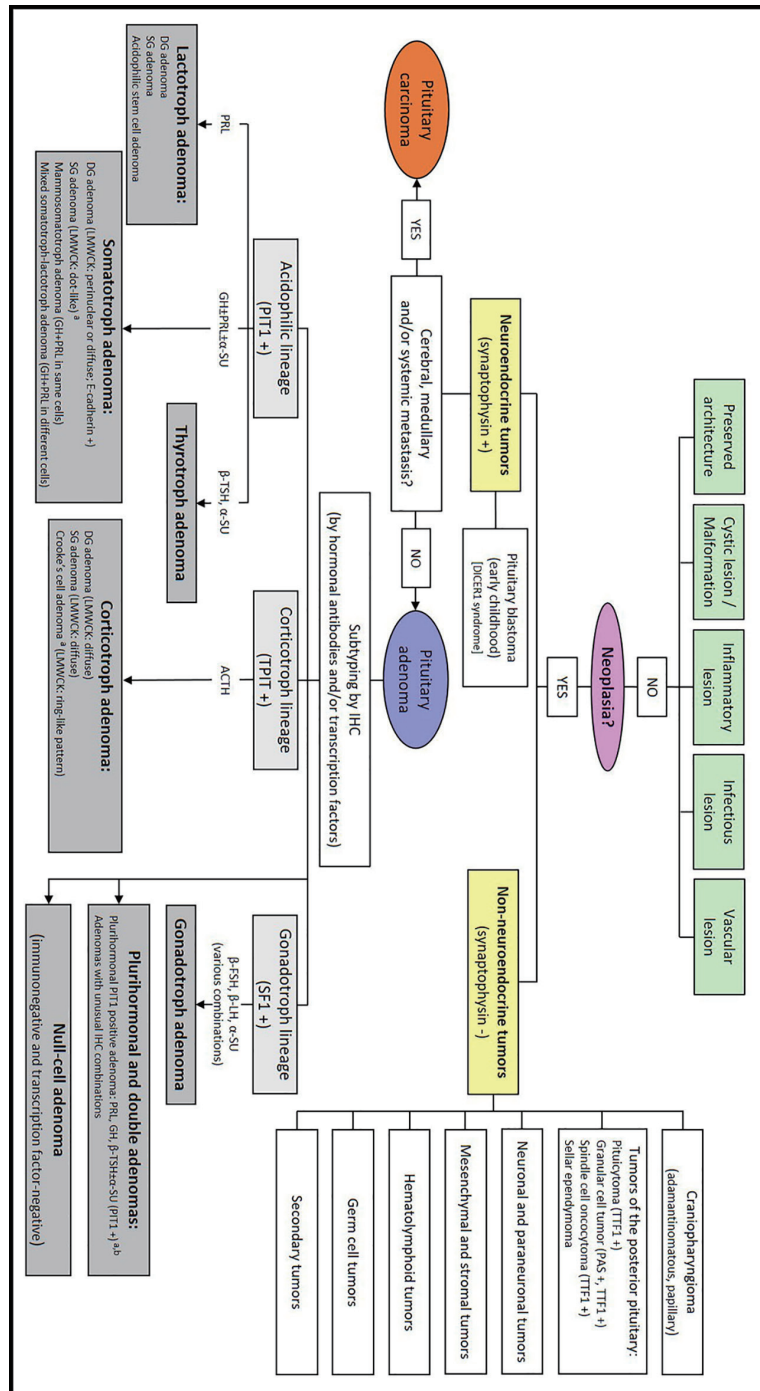 Preserved
architecture
Cystic lesion /
Malformation
Inflammatory
lesion
Infectious
lesion
Vascular
lesion
NO
Neoplasia?
YES
Neuroendocrine tumors
(synaptophysin +)
Non-neuroendocrine tumors
(synaptophysin -)
Pituitary blastoma
(early childhood)
[DICER1 syndrome]
Craniopharyngioma
(adamantinomatous, papillary)
Tumors of the posterior pituitary:
Pituicytoma (TTF1 +)
Granular cell tumor (PAS +, TTF1 +)
Spindle cell oncocytoma (TTF1 +)
Sellar ependymoma
Neuronal and paraneuronal tumors
Mesenchymal and stromal tumors
Hematolymphoid tumors
Germ cell tumors
Secondary tumors
Cerebral, medullary
and/or systemic metastasis?
YES
NO
Pituitary
carcinoma
Pituitary
adenoma
Subtyping by IHC
(by hormonal antibodies and/or transcription factors)
Acidophilic lineage
(PIT1 +)
Corticotroph lineage
(TPIT +)
Gonadotroph lineage
(SF1 +)
PRL
GH±PRL±α-SU
β-TSH, α-SU
ACTH
β-FSH, β-LH, α-SU
(various combinations)
Lactotroph adenoma:
DG adenoma
SG adenoma
Acidophilic stem cell adenoma
Somatotroph adenoma:
DG adenoma (LMWCK: perinuclear or diffuse; E-cadherin +)
SG adenoma (LMWCK: dot-like) a
Mammosomatotroph adenoma (GH+PRL in same cells)
Mixed somatotroph-lactotroph adenoma (GH+PRL in different cells)
Thyrotroph adenoma
Corticotroph adenoma:
DG adenoma (LMWCK: diffuse)
SG adenoma (LMWCK: diffuse)
Crooke's cell adenoma a (LMWCK: ring-like pattern)
Gonadotroph adenoma
Plurihormonal and double adenomas:
Plurihormonal PIT1 positive adenoma: PRL, GH, β-TSH±α-SU (PIT1 +) a,b
Adenomas with unusual IHC combinations
Null-cell adenoma
(immunonegative and transcription factor-negative)